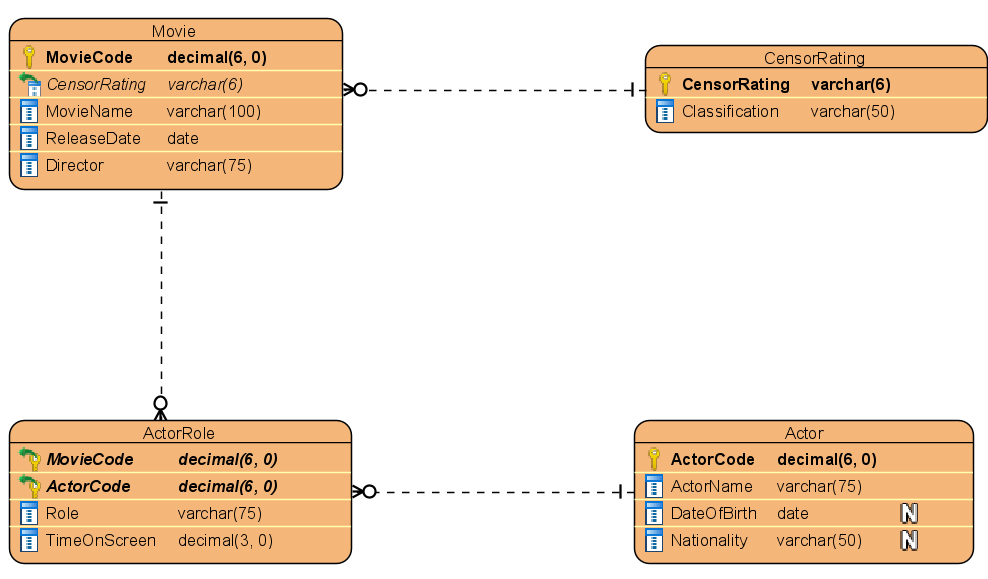 Movie
MovieCode decimal(6, 0)
CensorRating varchar(6)
MovieName varchar(100)
ReleaseDate date
Director varchar(75)
CensorRating
CensorRating varchar(6)
Classification varchar(50)
ActorRole
MovieCode decimal(6, 0)
ActorCode decimal(6, 0)
Role varchar(75)
TimeOnScreen decimal(3, 0)
Actor
ActorCode decimal(6, 0)
ActorName varchar(75)
DateOfBirth date N
Nationality varchar(50) N